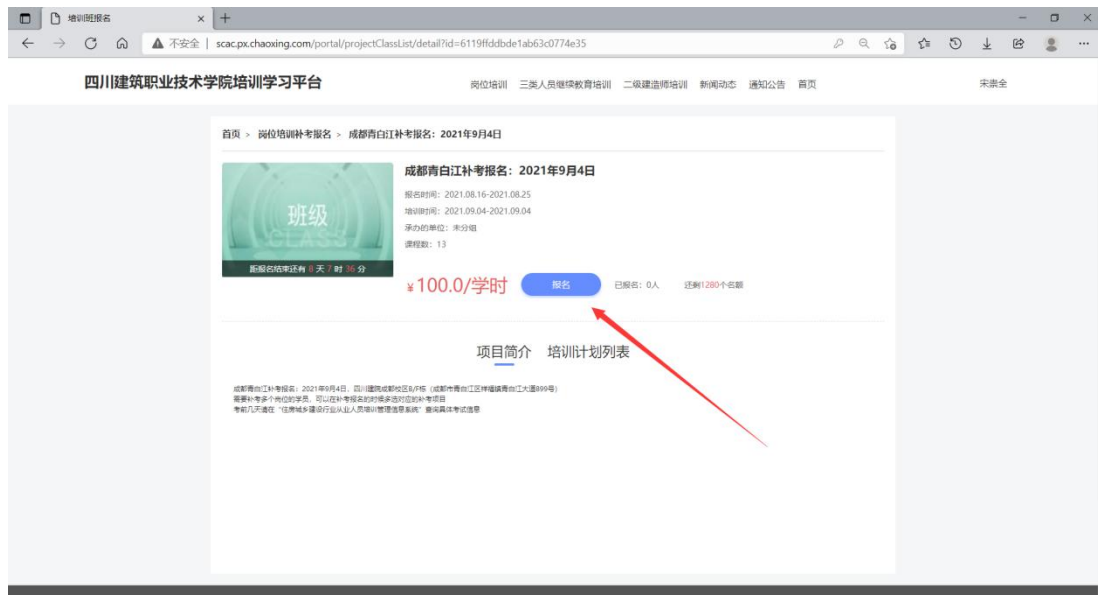 培训班报名
不安全 | scac.px.chaoxing.com/portal/projectClassList/detail?id=6119ffddbde1ab63c0774e35
四川建筑职业技术学院培训学习平台
岗位培训 三类人员继续教育培训 二级建造师培训 新闻动态 通知公告 首页
宋崇全
首页 > 岗位培训补考报名 > 成都青白江补考报名：2021年9月4日
班级
CLASS
距报名结束还有 8 天 7 时 36 分
成都青白江补考报名：2021年9月4日
报名时间：2021.08.16-2021.08.25
培训时间：2021.09.04-2021.09.04
承办的单位：未分组
课程数：13
¥100.0/学时
报名
已报名：0人 还剩1280个名额
项目简介 培训计划列表
成都青白江补考报名：2021年9月4日，四川建院成都校区B/F栋（成都市青白江区祥福镇青白江大道899号）
需要补考多个岗位的学员，可以在补考报名的时候多选对应的补考项目
考前几天请在“住房城乡建设行业从业人员培训管理信息系统”查询具体考试信息